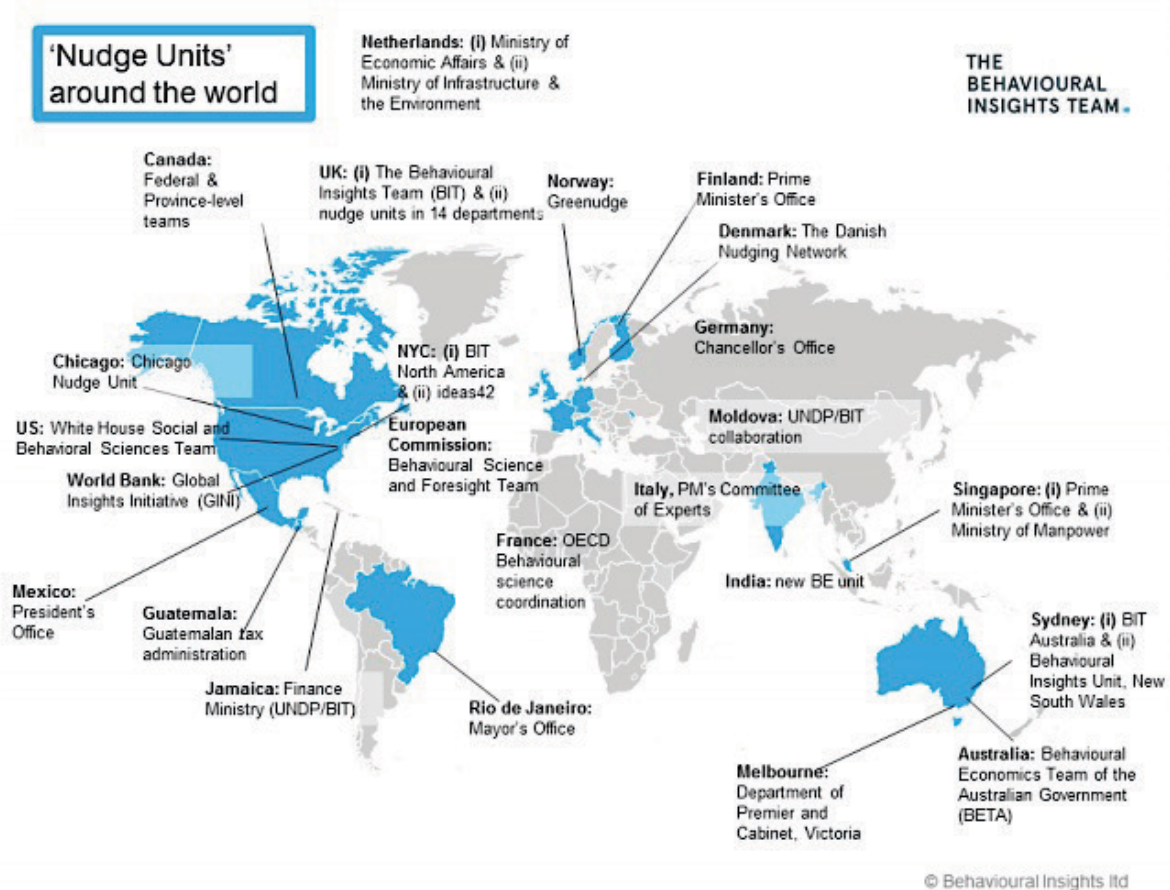 'Nudge Units'
around the world
Netherlands: (i) Ministry of
Economic Affairs & (ii)
Ministry of Infrastructure &
the Environment
THE
BEHAVIOURAL
INSIGHTS TEAM.
Canada:
Federal &
Province-level
teams
UK: (i) The Behavioural
Insights Team (BIT) & (ii)
nudge units in 14 departments
Norway:
Greenudge
Finland: Prime
Minister's Office
Denmark: The Danish
Nudging Network
Germany:
Chancellor's Office
Chicago: Chicago
Nudge Unit
NYC: (i) BIT
North America
& (ii) ideas42
US: White House Social and
Behavioral Sciences Team
European
Commission:
Behavioural Science
and Foresight Team
Moldova: UNDP/BIT
collaboration
World Bank: Global
Insights Initiative (GINI)
Italy, PM's Committee
of Experts
Singapore: (i) Prime
Minister's Office & (ii)
Ministry of Manpower
France: OECD
Behavioural
science
coordination
India: new BE unit
Mexico:
President's
Office
Guatemala:
Guatemalan tax
administration
Jamaica: Finance
Ministry (UNDP/BIT)
Rio de Janeiro:
Mayor's Office
Sydney: (i) BIT
Australia & (ii)
Behavioural
Insights Unit, New
South Wales
Melbourne:
Department of
Premier and
Cabinet, Victoria
Australia: Behavioural
Economics Team of the
Australian Government
(BETA)
© Behavioural Insights ltd